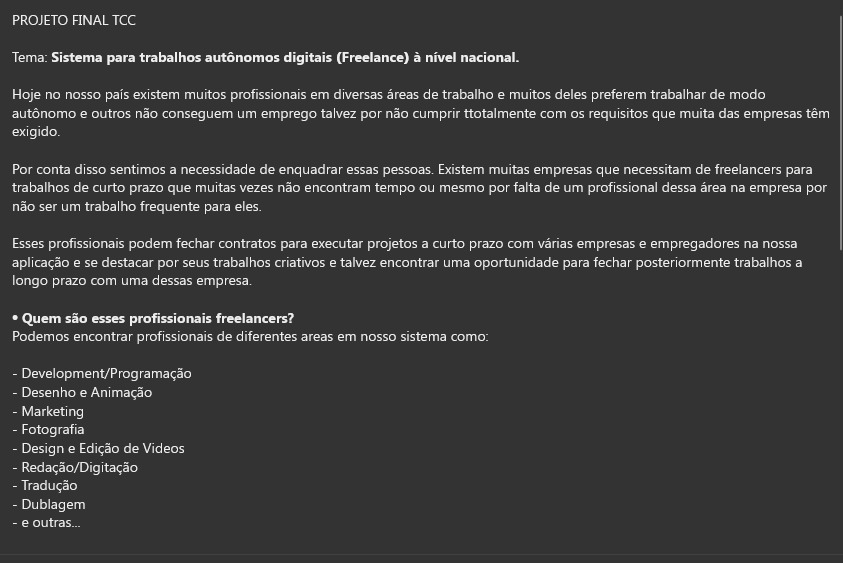 PROJETO FINAL TCC
Tema: Sistema para trabalhos autônomos digitais (Freelance) à nível nacional.
Hoje no nosso país existem muitos profissionais em diversas áreas de trabalho e muitos deles preferem trabalhar de modo
autônomo e outros não conseguem um emprego talvez por não cumprir ttotalmente com os requisitos que muita das empresas têm
exigido.
Por conta disso sentimos a necessidade de enquadrar essas pessoas. Existem muitas empresas que necessitam de freelancers para
trabalhos de curto prazo que muitas vezes não encontram tempo ou mesmo por falta de um profissional dessa área na empresa por
não ser um trabalho frequente para eles.
Esses profissionais podem fechar contratos para executar projetos a curto prazo com várias empresas e empregadores na nossa
aplicação e se destacar por seus trabalhos criativos e talvez encontrar uma oportunidade para fechar posteriormente trabalhos a
longo prazo com uma dessas empresa.
• Quem são esses profissionais freelancers?
Podemos encontrar profissionais de diferentes areas em nosso sistema como:
- Development/Programação
- Desenho e Animação
- Marketing
- Fotografia
- Design e Edição de Videos
- Redação/Digitação
- Tradução
- Dublagem
- e outras...